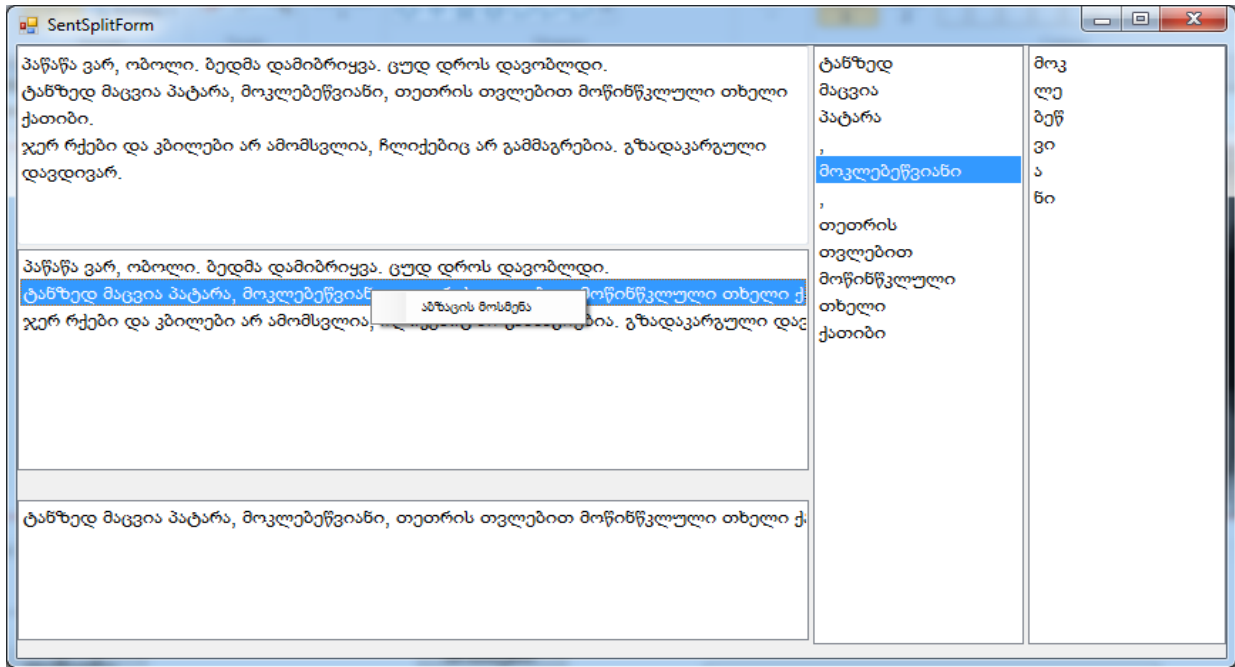 SentSplitForm
პაწაწა ვარ, ობოლი. ბედმა დამიბრიყვა. ცუდ დროს დავობლდი.
ტანზედ მაცვია პატარა, მოკლებეწვიანი, თეთრის თვლებით მოწინწკლული თხელი
ქათიბი.
ჯერ რქები და კბილები არ ამომსვლია, ჩლიქებიც არ გამმაგრებია. გზადაკარგული
დავდივარ.
პაწაწა ვარ, ობოლი. ბედმა დამიბრიყვა. ცუდ დროს დავობლდი.
ტანზედ მაცვია პატარა, მოკლებეწვიან მოწინწკლული თხელი ქ
ჯერ რქები და კბილები არ ამომსვლია, გზადაკარგული დავ
აბზაცის მოსმენა
ტანზედ მაცვია პატარა, მოკლებეწვიანი, თეთრის თვლებით მოწინწკლული თხელი ქ
ტანზედ
მაცვია
პატარა
,
მოკლებეწვიანი
,
თეთრის
თვლებით
მოწინწკლული
თხელი
ქათიბი
მოკ
ლე
ბეწ
ვი
ა
ნი